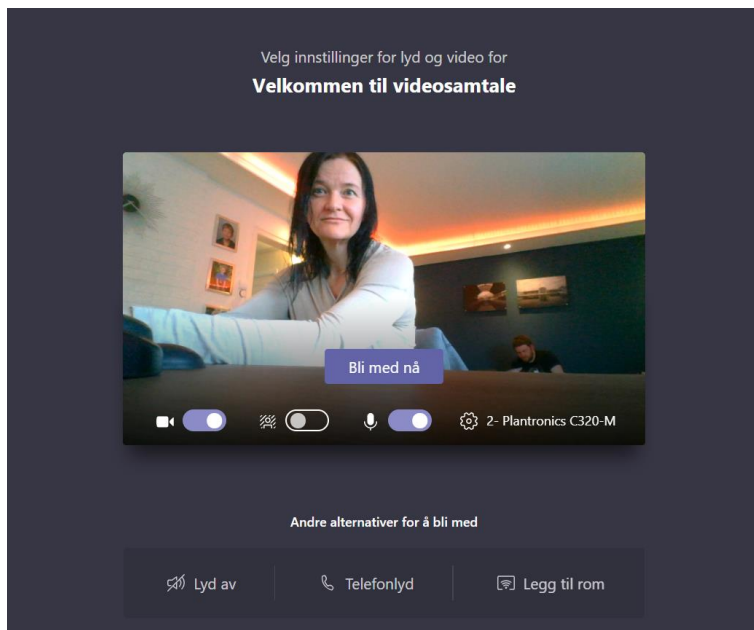 Velg innstillinger for lyd og video for
Velkommen til videosamtale
Bli med nå
2- Plantronics C320-M
Andre alternativer for å bli med
Lyd av
Telefonlyd
Legg til rom